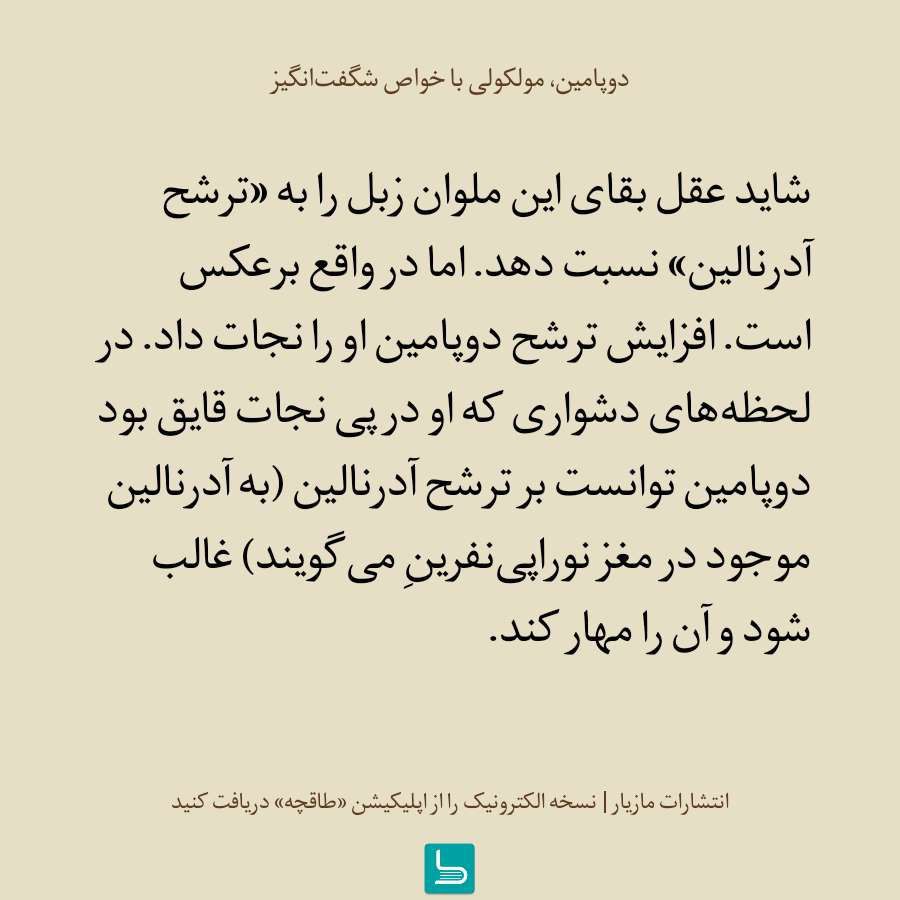 دوپامین، مولکولی با خواص شگفت‌انگیز
شاید عقل بقای این ملوان زبل را به «ترشح
آدرنالین» نسبت دهد. اما در واقع برعکس
است. افزایش ترشح دوپامین او را نجات داد. در
لحظه‌های دشواری که او در پی نجات قایق بود
دوپامین توانست بر ترشح آدرنالین (به آدرنالین
موجود در مغز نوراپی‌نفرینِ می‌گویند) غالب
شود و آن را مهار کند.
انتشارات مازیار | نسخه الکترونیک را از اپلیکیشن «طاقچه» دریافت کنید